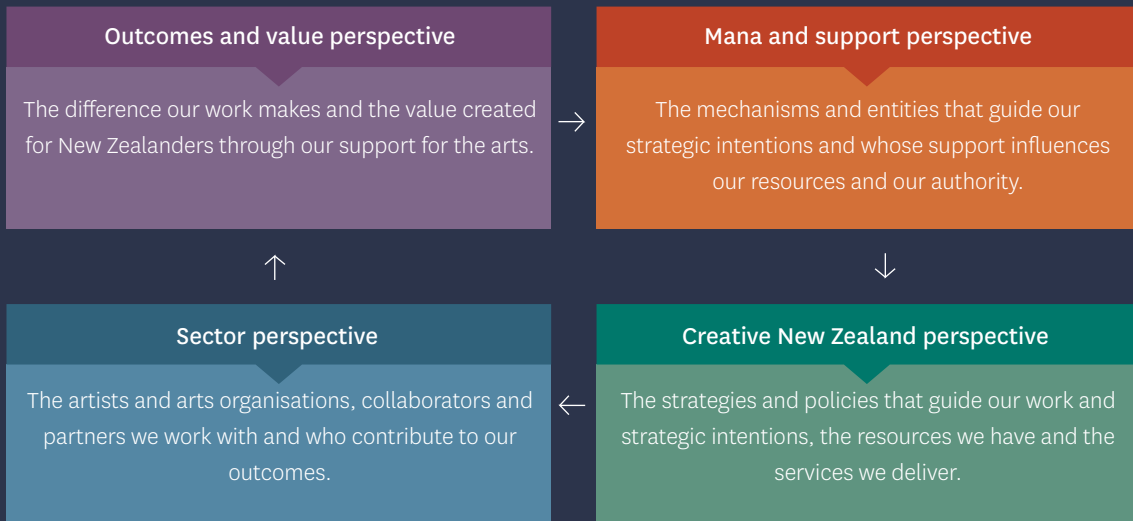 Outcomes and value perspective
The difference our work makes and the value created
for New Zealanders through our support for the arts.
Mana and support perspective
The mechanisms and entities that guide our
strategic intentions and whose support influences
our resources and our authority.
Sector perspective
The artists and arts organisations, collaborators and
partners we work with and who contribute to our
outcomes.
Creative New Zealand perspective
The strategies and policies that guide our work and
strategic intentions, the resources we have and the
services we deliver.